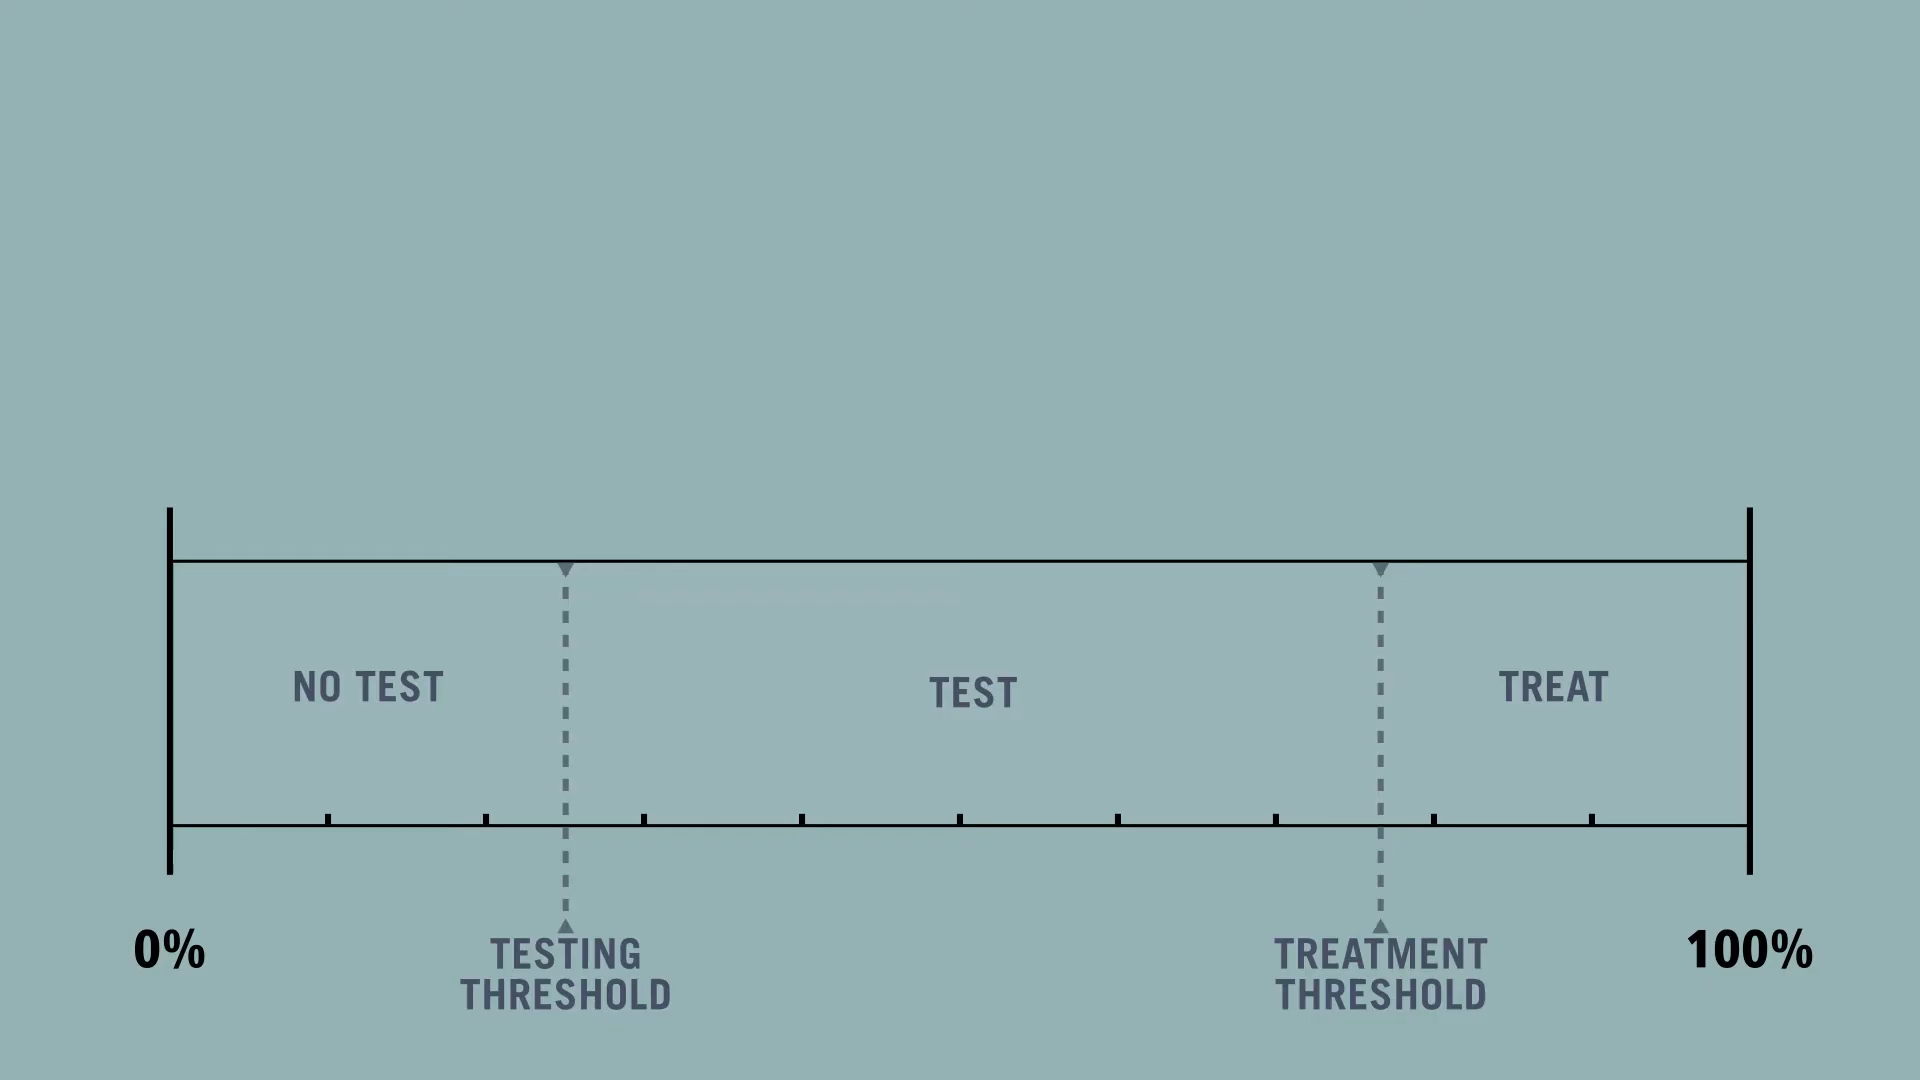 NO TEST
TEST
TREAT
0%
TESTING
THRESHOLD
TREATMENT
THRESHOLD
100%